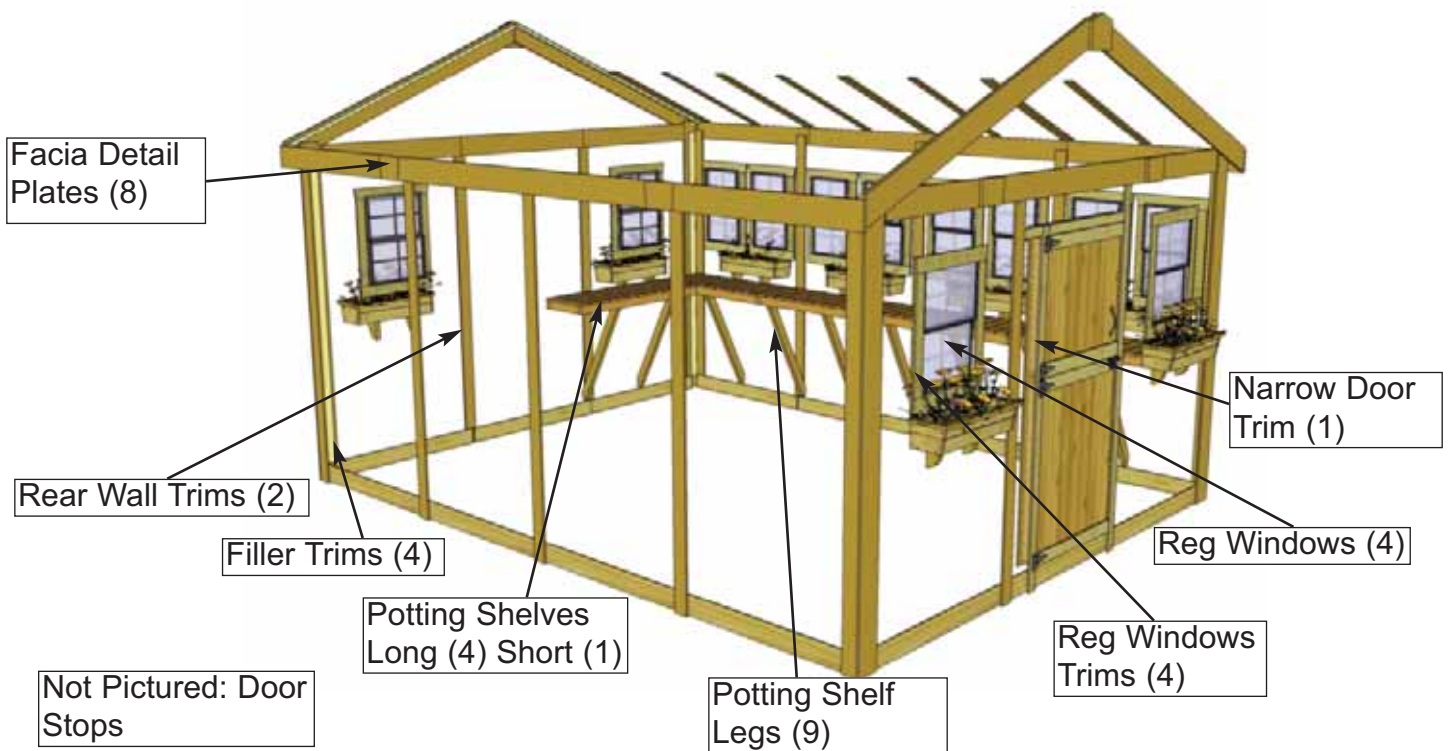 Facia Detail
Plates (8)
Rear Wall Trims (2)
Filler Trims (4)
Potting Shelves
Long (4) Short (1)
Not Pictured: Door
Stops
Potting Shelf
Legs (9)
Reg Windows
Trims (4)
Reg Windows (4)
Narrow Door
Trim (1)